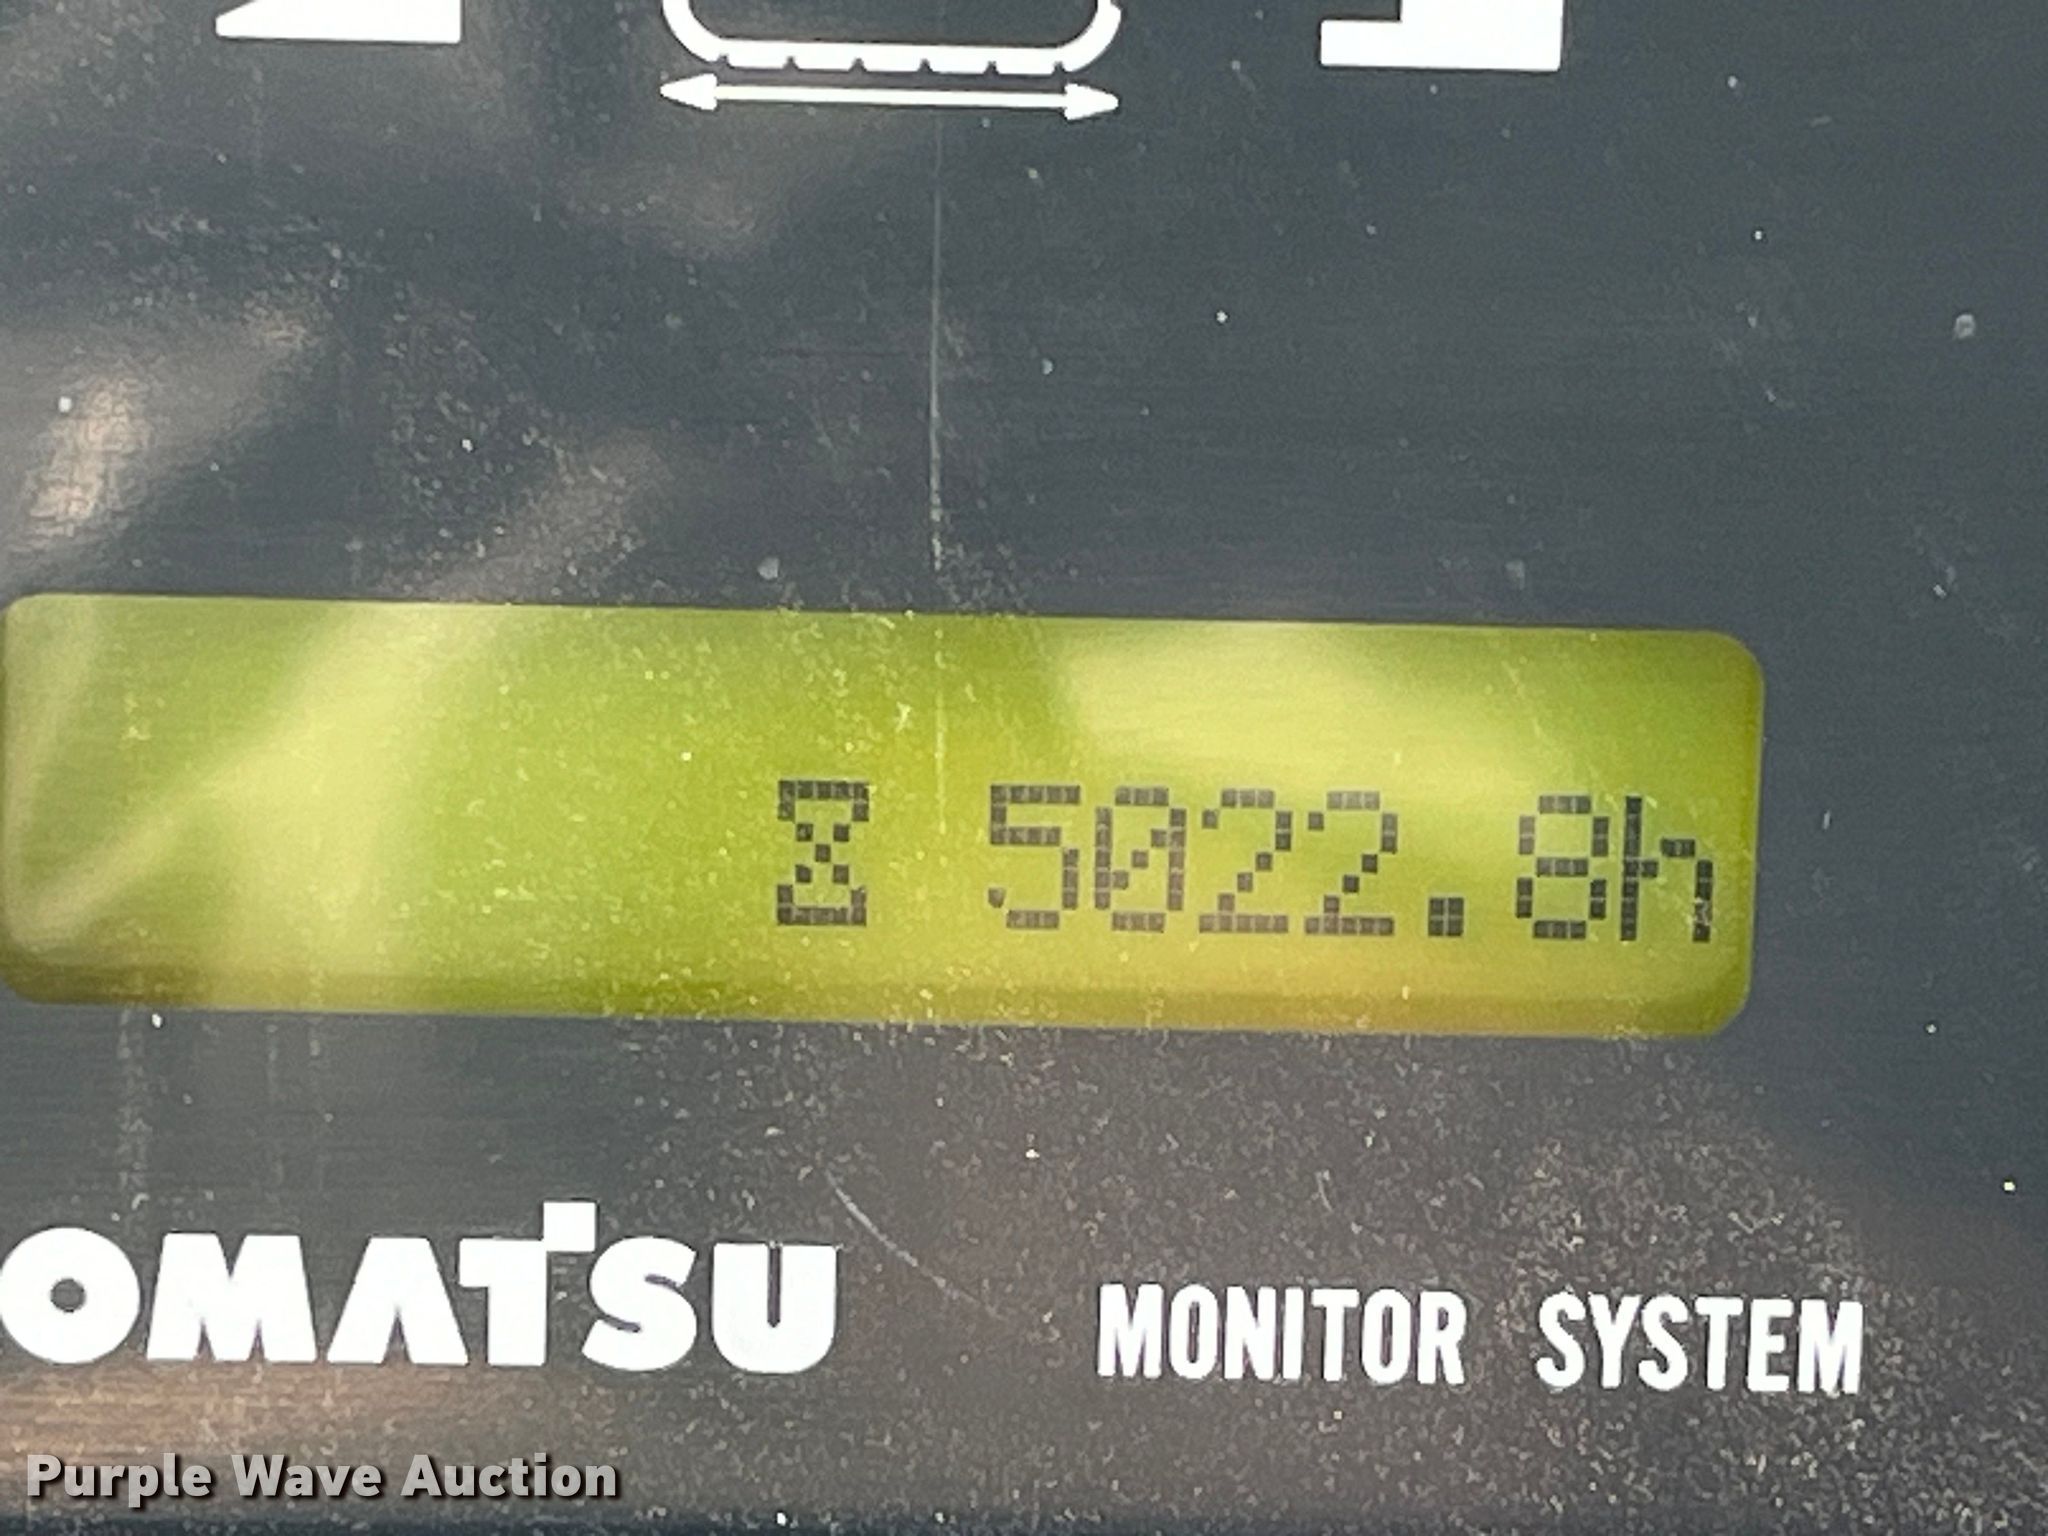 5022.8h
OMATSU
MONITOR SYSTEM
Purple Wave Auction